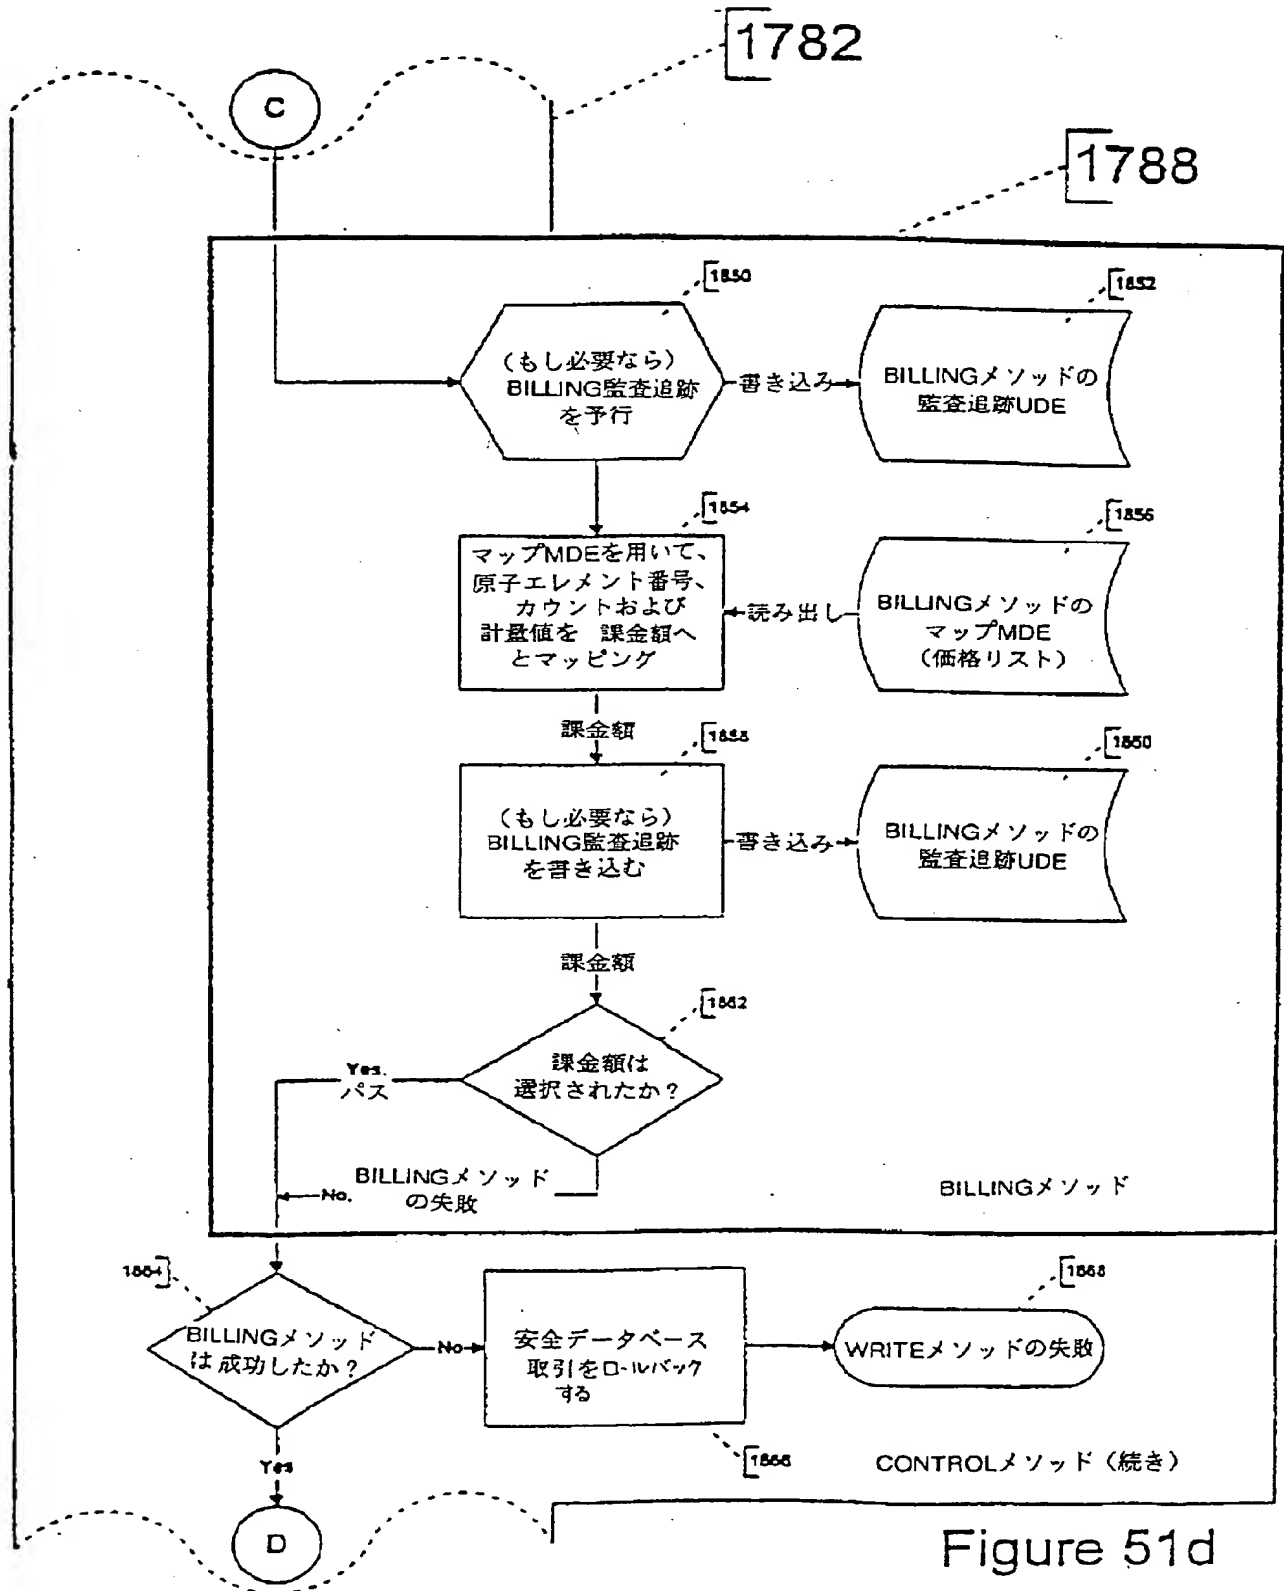 1782
C
1788
1850
(もし必要なら)
BILLING監査追跡
を予行
書き込み
1852
BILLINGメソッドの
監査追跡UDE
1854
マップMDEを用いて、
原子エレメント番号、
カウントおよび
計量値を 課金額へ
とマッピング
読み出し
1856
BILLINGメソッドの
マップMDE
(価格リスト)
課金額
1858
(もし必要なら)
BILLING監査追跡
を書き込む
書き込み
1860
BILLINGメソッドの
監査追跡UDE
課金額
1862
課金額は
選択されたか?
Yes.
パス
No.
BILLINGメソッド
の失敗
BILLINGメソッド
1864
BILLINGメソッド
は成功したか?
No
安全データベース
取引をロールバック
する
1866
1868
WRITEメソッドの失敗
Yes
CONTROLメソッド(続き)
D
Figure 51d